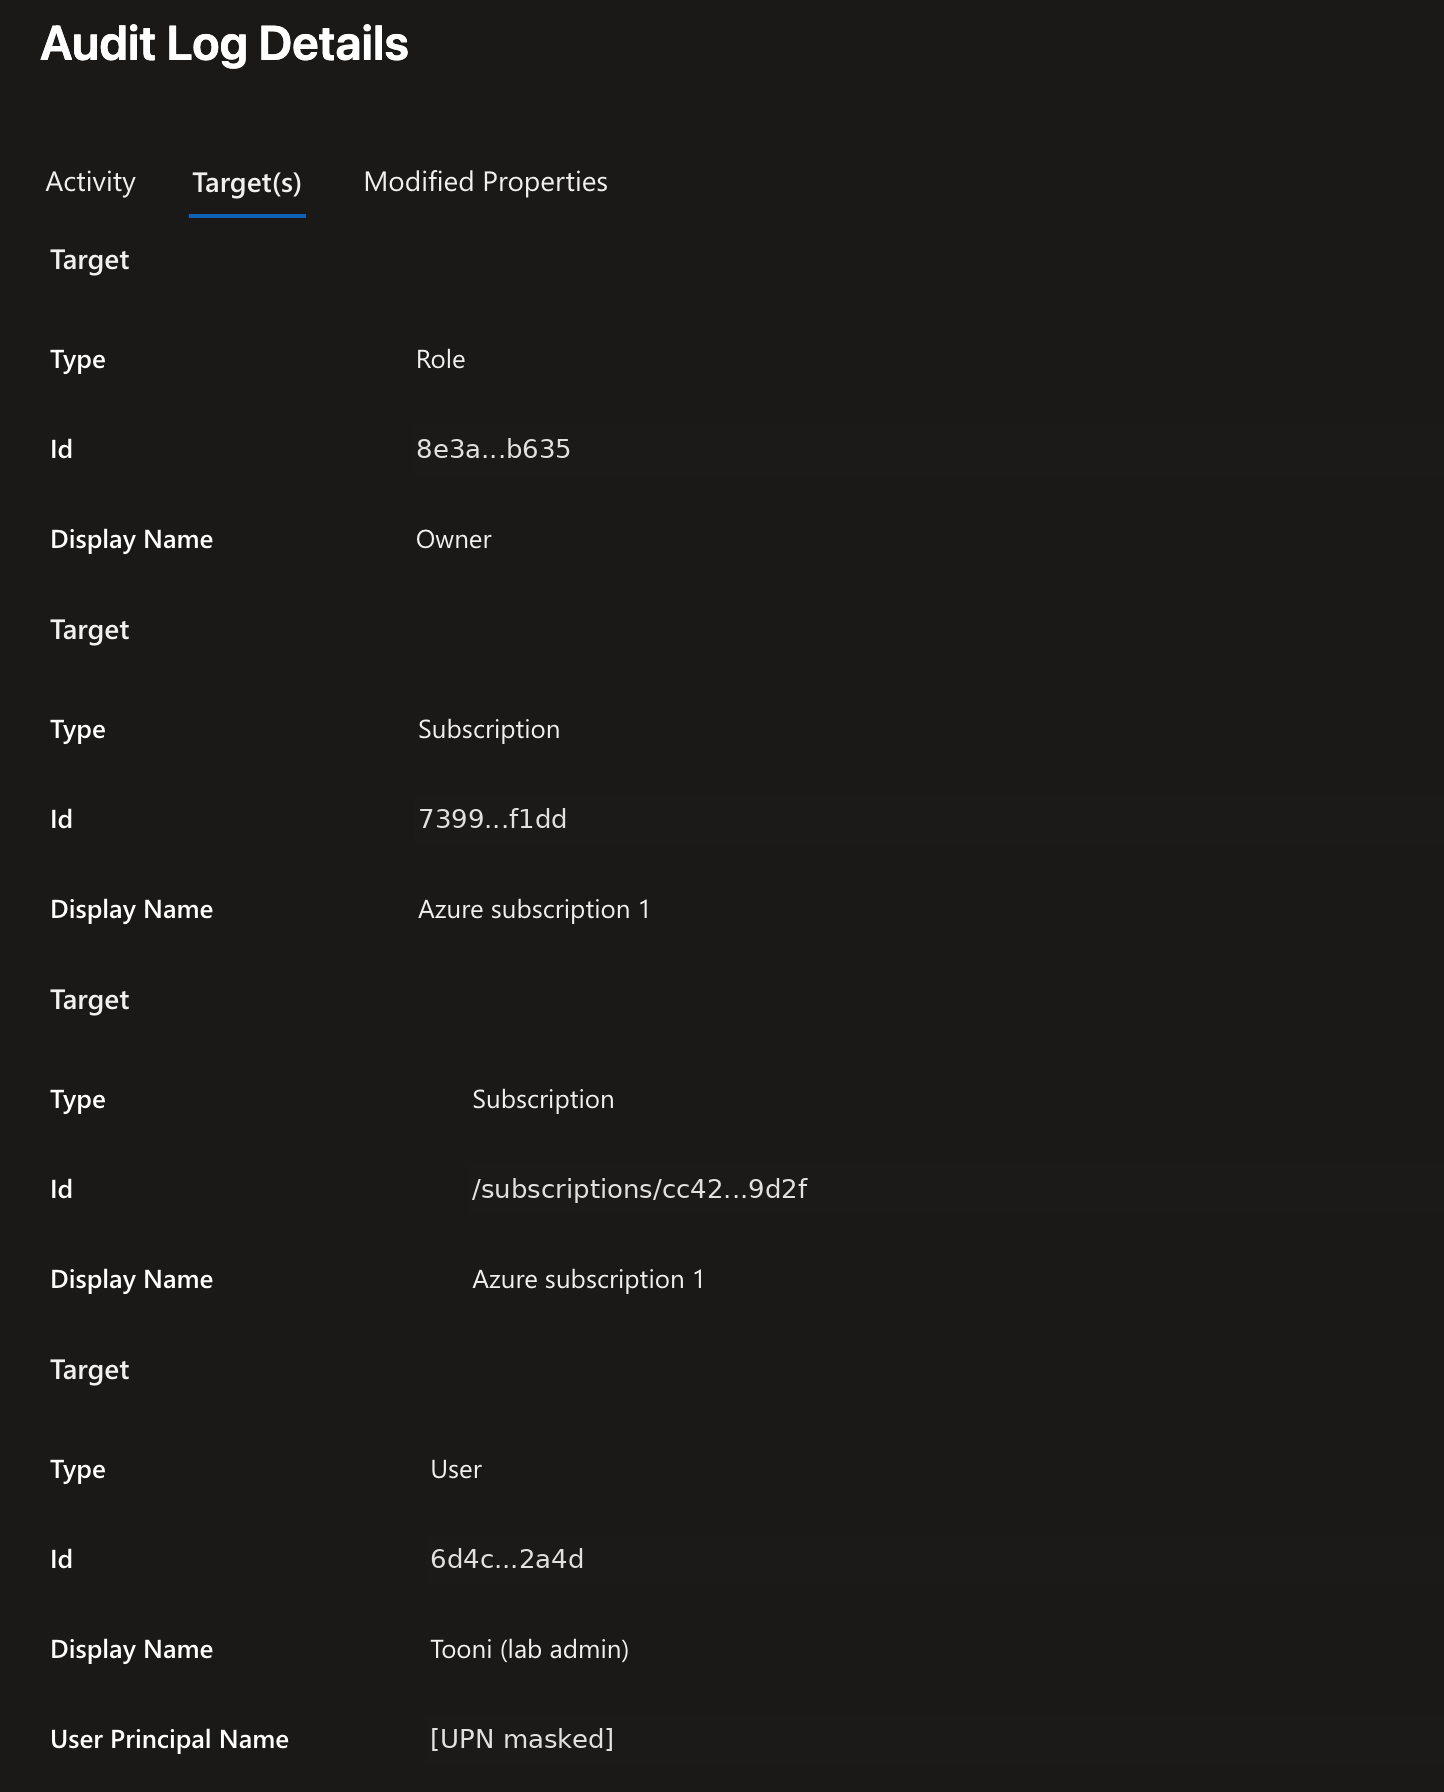 Audit Log Details
Activity Target(s) Modified Properties
Target
Type Role
Id 8e3a...b635
Display Name Owner
Target
Type Subscription
Id 7399...f1dd
Display Name Azure subscription 1
Target
Type Subscription
Id /subscriptions/cc42...9d2f
Display Name Azure subscription 1
Target
Type User
Id 6d4c...2a4d
Display Name Tooni (lab admin)
User Principal Name [UPN masked]